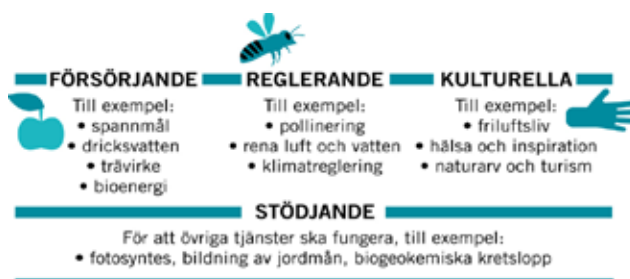 FÖRSÖRJANDE
Till exempel:
• spannmål
• dricksvatten
• trävirke
• bioenergi
REGLERANDE
Till exempel:
• pollinering
• rena luft och vatten
• klimatreglering
KULTURELLA
Till exempel:
• friluftsliv
• hälsa och inspiration
• naturarv och turism
STÖDJANDE
För att övriga tjänster ska fungera, till exempel:
• fotosyntes, bildning av jordmån, biogeokemiska kretslopp